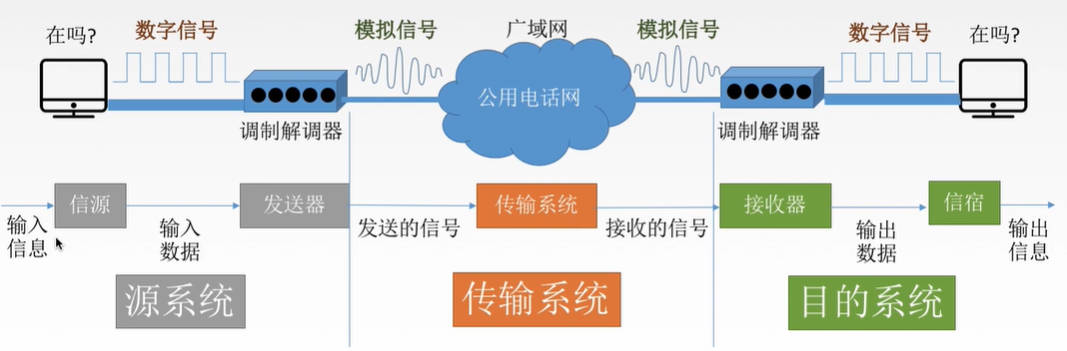 在吗?
数字信号
模拟信号
广域网
模拟信号
数字信号
在吗?
公用电话网
调制解调器
调制解调器
信源
发送器
传输系统
接收器
信宿
输入
信息
输入
数据
发送的信号
接收的信号
输出
数据
输出
信息
源系统
传输系统
目的系统